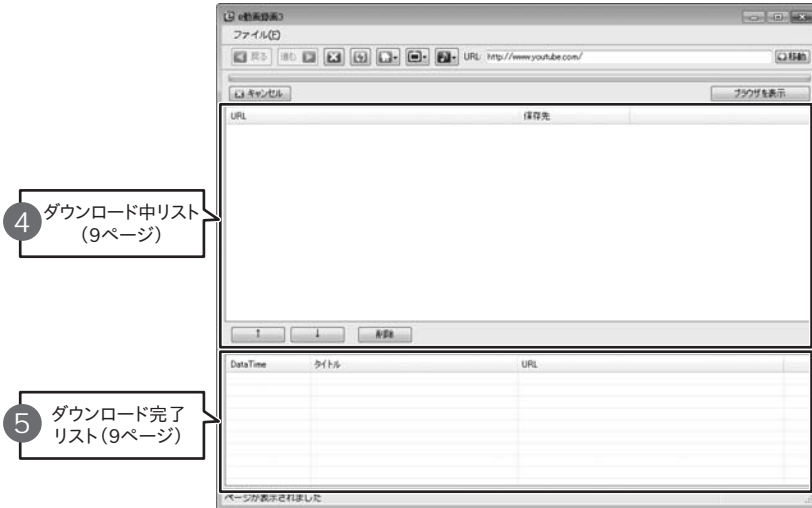 e動画録画3
ファイル(F)
戻る 進む URL: http://www.youtube.com/ 移動
キャンセル ブラウザを表示
URL 保存先
4 ダウンロード中リスト
(9ページ)
↑ ↓ 削除
DataTime タイトル URL
5 ダウンロード完了
リスト(9ページ)
ページが表示されました